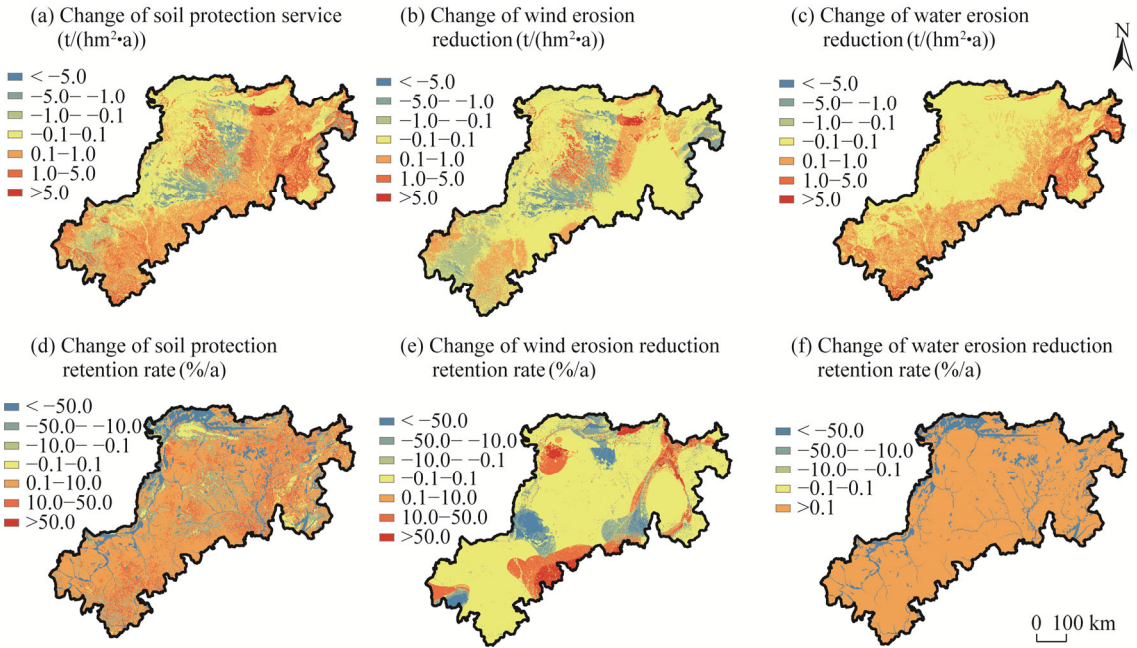 (a) Change of soil protection service
(t/(hm²•a))
< −5.0
−5.0− −1.0
−1.0− −0.1
−0.1−0.1
0.1−1.0
1.0−5.0
>5.0
(b) Change of wind erosion
reduction (t/(hm²•a))
< −5.0
−5.0− −1.0
−1.0− −0.1
−0.1−0.1
0.1−1.0
1.0−5.0
>5.0
(c) Change of water erosion
reduction (t/(hm²•a))
< −5.0
−5.0− −1.0
−1.0− −0.1
−0.1−0.1
0.1−1.0
1.0−5.0
>5.0
N
(d) Change of soil protection
retention rate (%/a)
< −50.0
−50.0− −10.0
−10.0− −0.1
−0.1−0.1
0.1−10.0
10.0−50.0
>50.0
(e) Change of wind erosion reduction
retention rate (%/a)
< −50.0
−50.0− −10.0
−10.0− −0.1
−0.1−0.1
0.1−10.0
10.0−50.0
>50.0
(f) Change of water erosion reduction
retention rate (%/a)
< −50.0
−50.0− −10.0
−10.0− −0.1
−0.1−0.1
>0.1
0 100 km